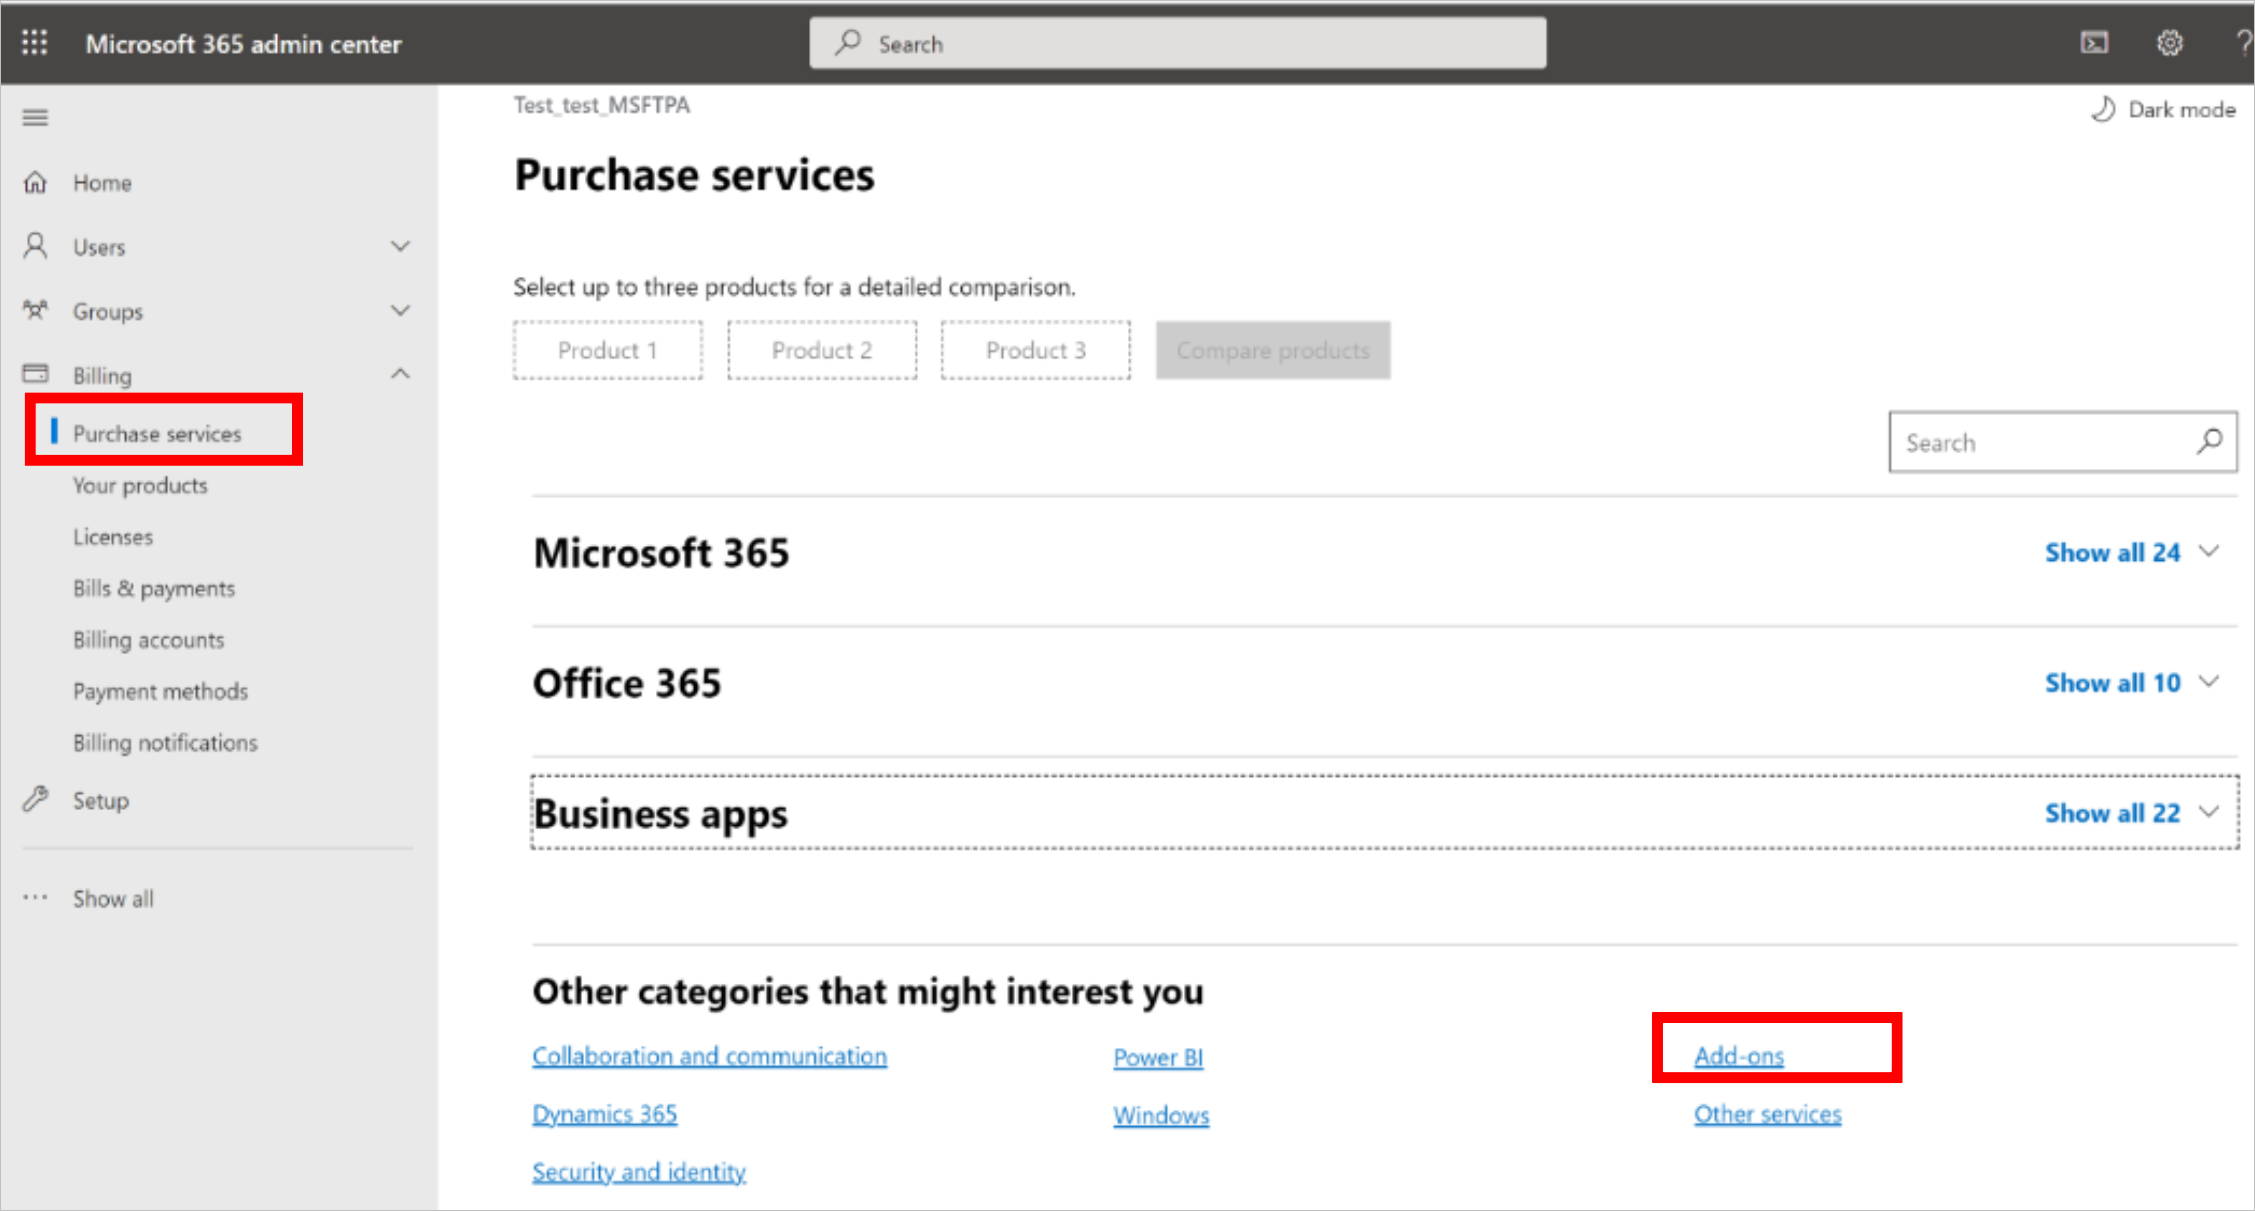 Microsoft 365 admin center
Search
?
Test_test_MSFTPA
Dark mode
Home
Users
Groups
Billing
Purchase services
Your products
Licenses
Bills & payments
Billing accounts
Payment methods
Billing notifications
Setup
Show all
Purchase services
Select up to three products for a detailed comparison.
Product 1
Product 2
Product 3
Compare products
Search
Microsoft 365
Show all 24
Office 365
Show all 10
Business apps
Show all 22
Other categories that might interest you
Collaboration and communication
Power BI
Add-ons
Dynamics 365
Windows
Other services
Security and identity